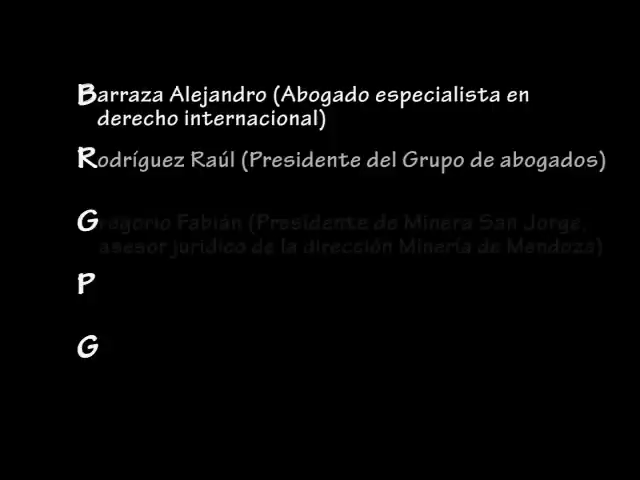 Barraza Alejandro (Abogado especialista en
derecho internacional)
Rodríguez Raúl (Presidente del Grupo de abogados)
Gregorio Fabián (Presidente de Minera San Jorge,
asesor jurídico de la dirección Minería de Mendoza)
P
G